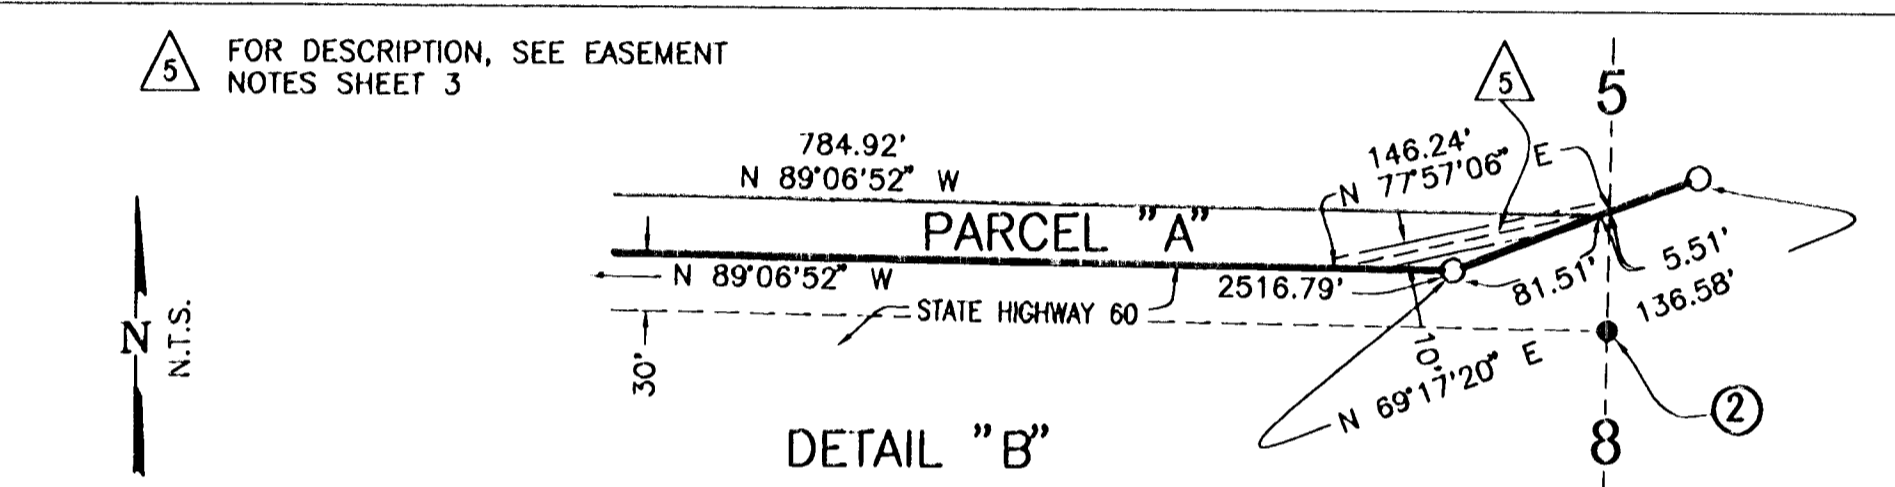 5 FOR DESCRIPTION, SEE EASEMENT
NOTES SHEET 3
5
5
784.92'
N 89°06'52" W
146.24'
N 77°57'06" E
PARCEL "A"
N 89°06'52" W
2516.79'
81.51'
5.51'
136.58'
STATE HIGHWAY 60
N
N.T.S.
30'
10'
N 69°17'20" E
2
DETAIL "B"
8